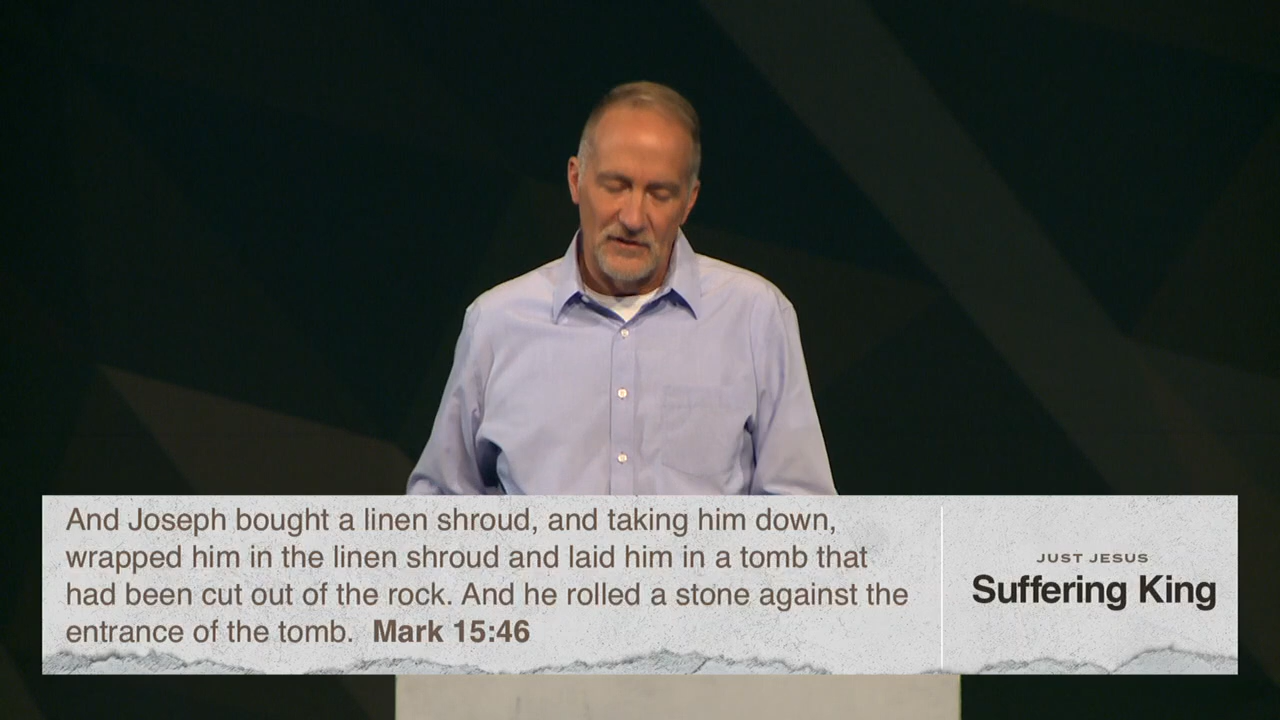 And Joseph bought a linen shroud, and taking him down,
wrapped him in the linen shroud and laid him in a tomb that
had been cut out of the rock. And he rolled a stone against the
entrance of the tomb. Mark 15:46
JUST JESUS
Suffering King